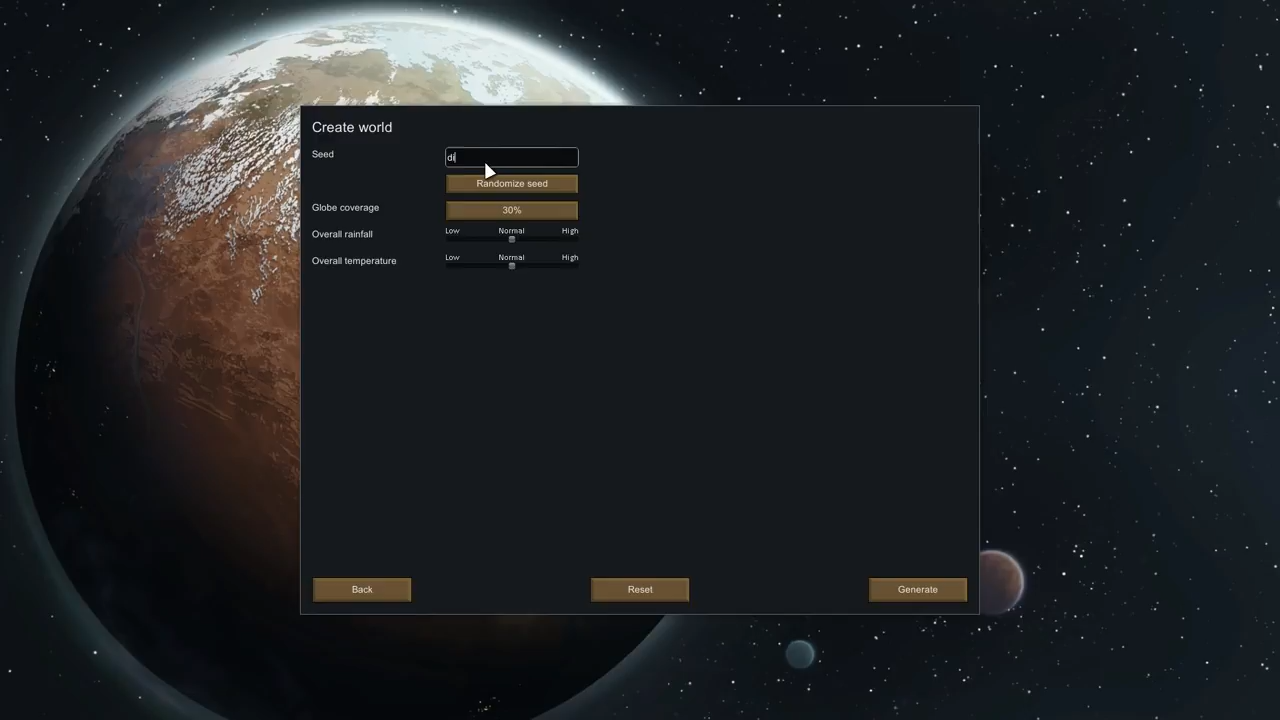 Create world
Seed
di
Randomize seed
Globe coverage
30%
Overall rainfall
Low Normal High
Overall temperature
Low Normal High
Back Reset Generate